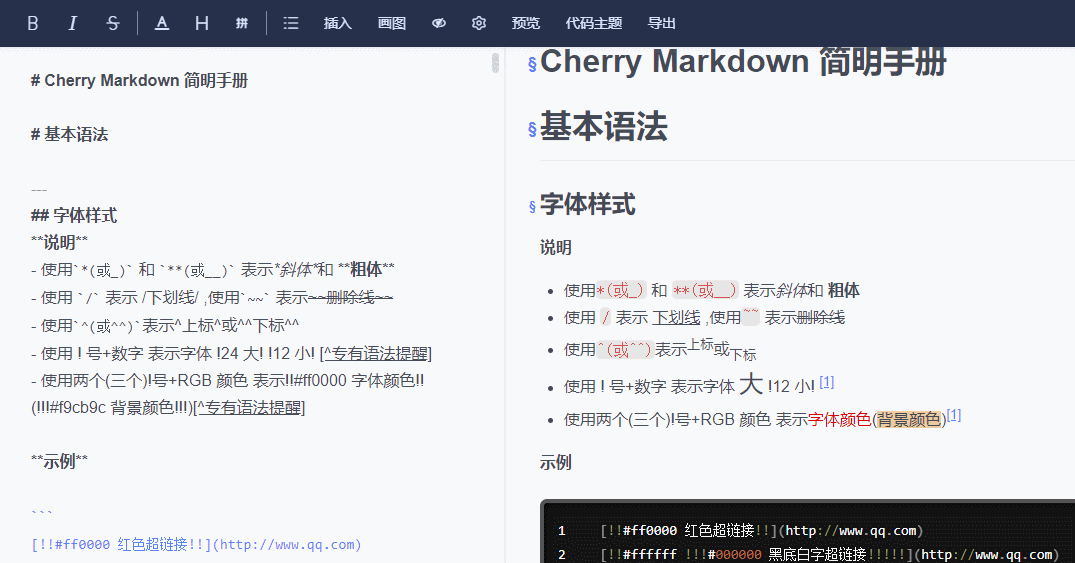 B I S A H 插入 画图 预览 代码主题 导出
# Cherry Markdown 简明手册
# 基本语法
---
## 字体样式
**说明**
- 使用`*(或_)` 和 `**(或__)` 表示*斜体*和 **粗体**
- 使用 `/` 表示 /下划线/ ,使用`~~` 表示~~删除线~~
- 使用`^(或^^)`表示^上标^或^^下标^^
- 使用 ! 号+数字 表示字体 !24 大! !12 小! [^专有语法提醒]
- 使用两个(三个)!号+RGB 颜色 表示!!#ff0000 字体颜色!!
(!!!#f9cb9c 背景颜色!!!)[^专有语法提醒]
**示例**
```
[!!#ff0000 红色超链接!!](http://www.qq.com)
§Cherry Markdown 简明手册
§基本语法
§字体样式
说明
• 使用*(或_) 和 **(或__) 表示斜体和 粗体
• 使用 / 表示 下划线 ,使用~~ 表示删除线
• 使用^(或^^)表示上标或下标
• 使用 ! 号+数字 表示字体 大 !12 小! [1]
• 使用两个(三个)!号+RGB 颜色 表示字体颜色(背景颜色)[1]
示例
1 [!!#ff0000 红色超链接!!](http://www.qq.com)
2 [!!#ffffff !!!#000000 黑底白字超链接!!!!!](http://www.qq.com)